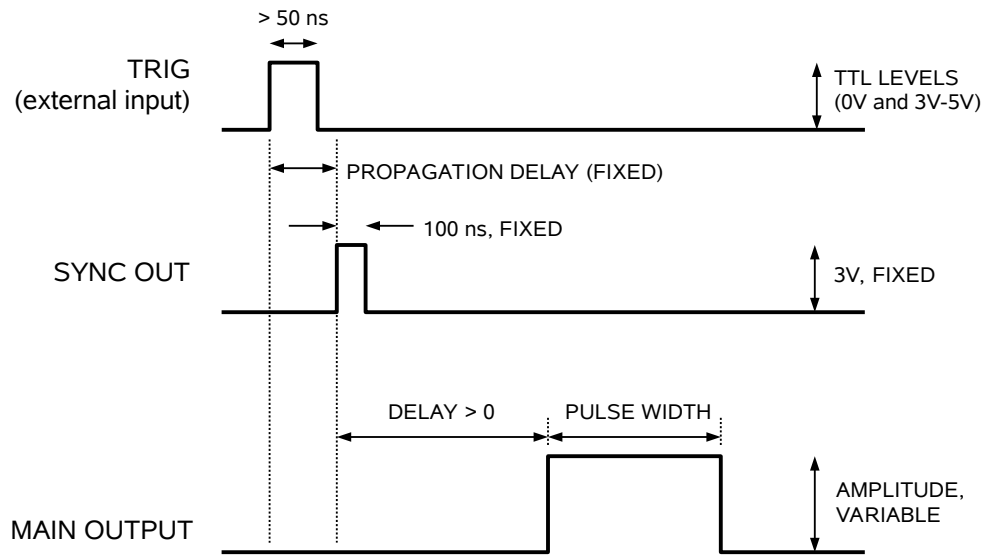 > 50 ns
TRIG
(external input)
TTL LEVELS
(0V and 3V-5V)
PROPAGATION DELAY (FIXED)
100 ns, FIXED
SYNC OUT
3V, FIXED
DELAY > 0
PULSE WIDTH
AMPLITUDE,
VARIABLE
MAIN OUTPUT